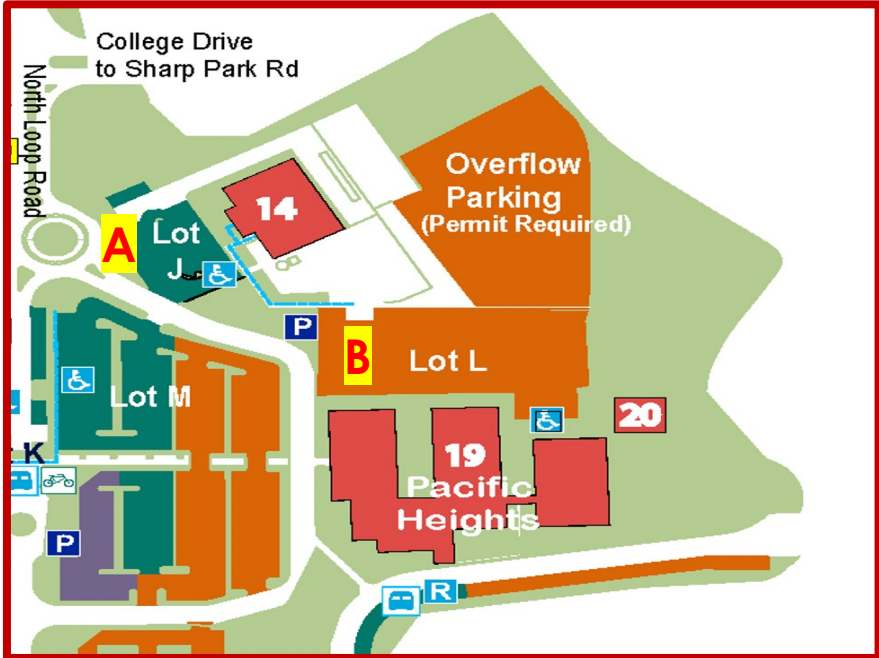 College Drive
to Sharp Park Rd
North Loop Road
Overflow
Parking
(Permit Required)
14
A
Lot
J
P
B
Lot L
Lot M
20
K
19
Pacific
Heights
P
R